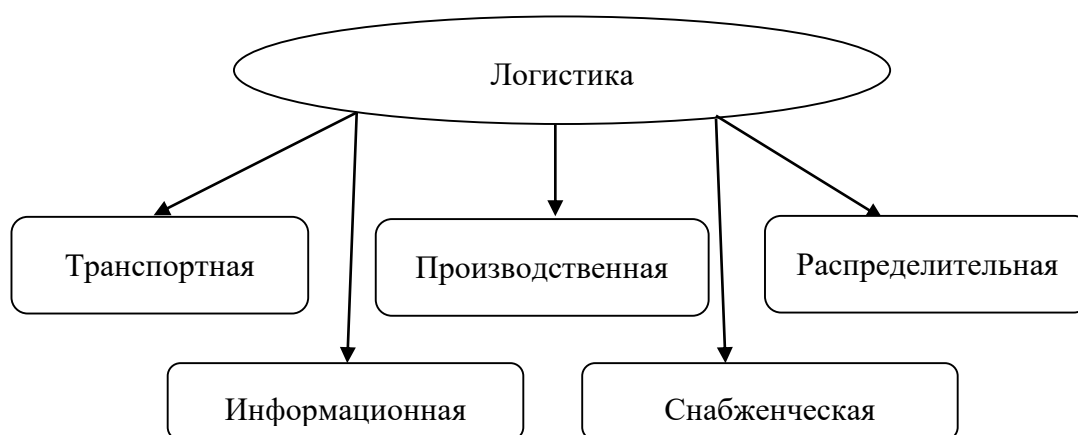 Логистика
Транспортная
Производственная
Распределительная
Информационная
Снабженческая